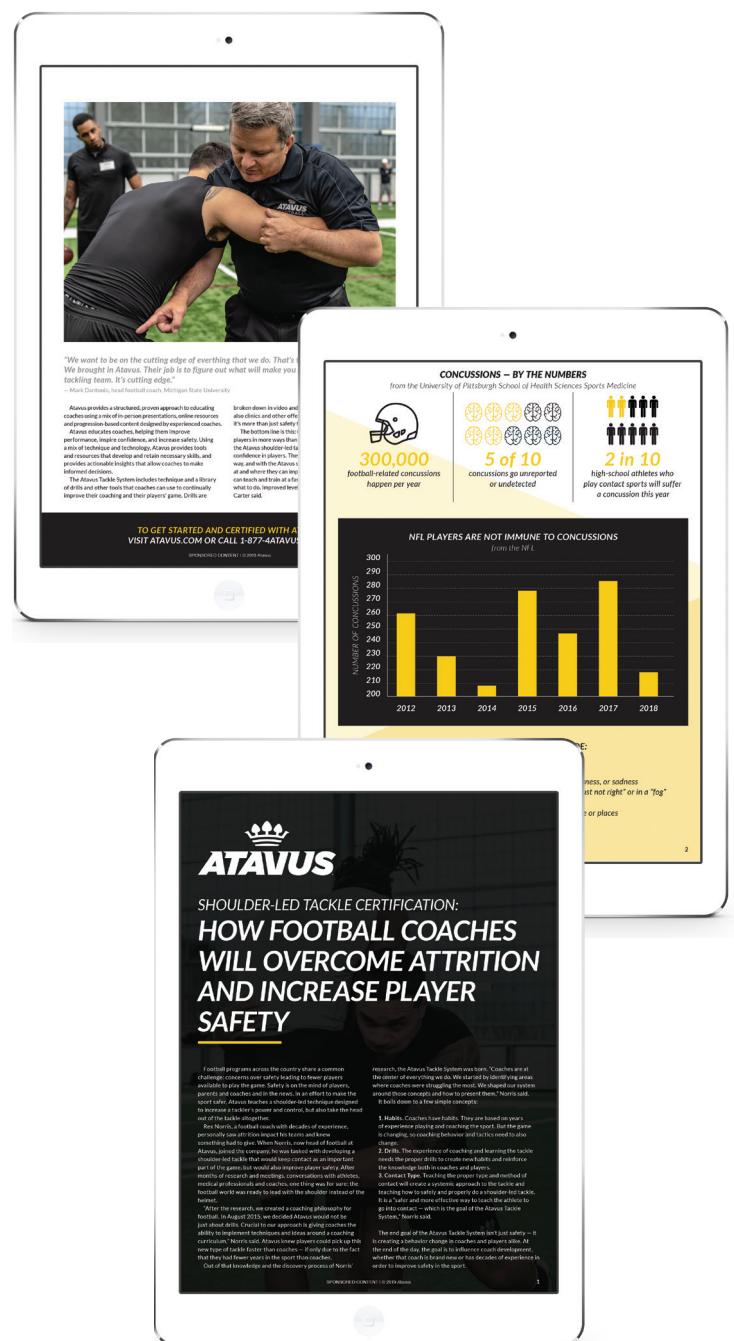 ATAVUS
"We want to be on the cutting edge of everthing that we do. That's
We brought in Atavus. Their job is to figure out what will make you
tackling team. It's cutting edge."
— Mark Dantonio, head football coach, Michigan State University
Atavus provides a structured, proven approach to educating
coaches using a mix of in-person presentations, online resources
and progression-based content designed by experienced coaches.
Atavus educates coaches, helping them improve
performance, inspire confidence, and increase safety. Using
a mix of technique and technology, Atavus provides tools
and resources that develop and retain necessary skills, and
provides actionable insights that allow coaches to make
informed decisions.
The Atavus Tackle System includes technique and a library
of drills and other tools that coaches can use to continually
improve their coaching and their players' game. Drills are
broken down in video and
also clinics and other offe
it's more than just safety
The bottom line is this:
players in more ways than
the Atavus shoulder-led ta
confidence in players. The
way, and with the Atavus s
at and where they can imp
can teach and train at a fas
what to do. Improved level
Carter said.
TO GET STARTED AND CERTIFIED WITH A
VISIT ATAVUS.COM OR CALL 1-877-4ATAVUS
SPONSORED CONTENT | © 2019 Atavus
CONCUSSIONS — BY THE NUMBERS
from the University of Pittsburgh School of Health Sciences Sports Medicine
300,000
football-related concussions
happen per year
5 of 10
concussions go unreported
or undetected
2 in 10
high-school athletes who
play contact sports will suffer
a concussion this year
NFL PLAYERS ARE NOT IMMUNE TO CONCUSSIONS
from the NFL
NUMBER OF CONCUSSIONS
300
290
280
270
260
250
240
230
220
210
200
2012 2013 2014 2015 2016 2017 2018
DE:
ness, or sadness
ust not right" or in a "fog"
e or places
2
ATAVUS
SHOULDER-LED TACKLE CERTIFICATION:
HOW FOOTBALL COACHES
WILL OVERCOME ATTRITION
AND INCREASE PLAYER
SAFETY
Football programs across the country share a common
challenge: concerns over safety leading to fewer players
available to play the game. Safety is on the mind of players,
parents and coaches and in the news. In an effort to make the
sport safer, Atavus teaches a shoulder-led technique designed
to increase a tackler's power and control, but also take the head
out of the tackle altogether.
Rex Norris, a football coach with decades of experience,
personally saw attrition impact his teams and knew
something had to give. When Norris, now head of football at
Atavus, joined the company, he was tasked with developing a
shoulder-led tackle that would keep contact as an important
part of the game, but would also improve player safety. After
months of research and meetings, conversations with athletes,
medical professionals and coaches, one thing was for sure: the
football world was ready to lead with the shoulder instead of the
helmet.
"After the research, we created a coaching philosophy for
football. In August 2015, we decided Atavus would not be
just about drills. Crucial to our approach is giving coaches the
ability to implement techniques and ideas around a coaching
curriculum," Norris said. Atavus knew players could pick up this
new type of tackle faster than coaches — if only due to the fact
that they had fewer years in the sport than coaches.
Out of that knowledge and the discovery process of Norris'
research, the Atavus Tackle System was born. "Coaches are at
the center of everything we do. We started by identifying areas
where coaches were struggling the most. We shaped our system
around those concepts and how to present them," Norris said.
It boils down to a few simple concepts:
1. Habits. Coaches have habits. They are based on years
of experience playing and coaching the sport. But the game
is changing, so coaching behavior and tactics need to also
change.
2. Drills. The experience of coaching and learning the tackle
needs the proper drills to create new habits and reinforce
the knowledge both in coaches and players.
3. Contact Type. Teaching the proper type and method of
contact will create a systemic approach to the tackle and
teaching how to safely and properly do a shoulder-led tackle.
It is a "safer and more effective way to teach the athlete to
go into contact — which is the goal of the Atavus Tackle
System," Norris said.
The end goal of the Atavus Tackle System isn't just safety — it
is creating a behavior change in coaches and players alike. At
the end of the day, the goal is to influence coach development,
whether that coach is brand new or has decades of experience in
order to improve safety in the sport.
SPONSORED CONTENT | © 2019 Atavus
1